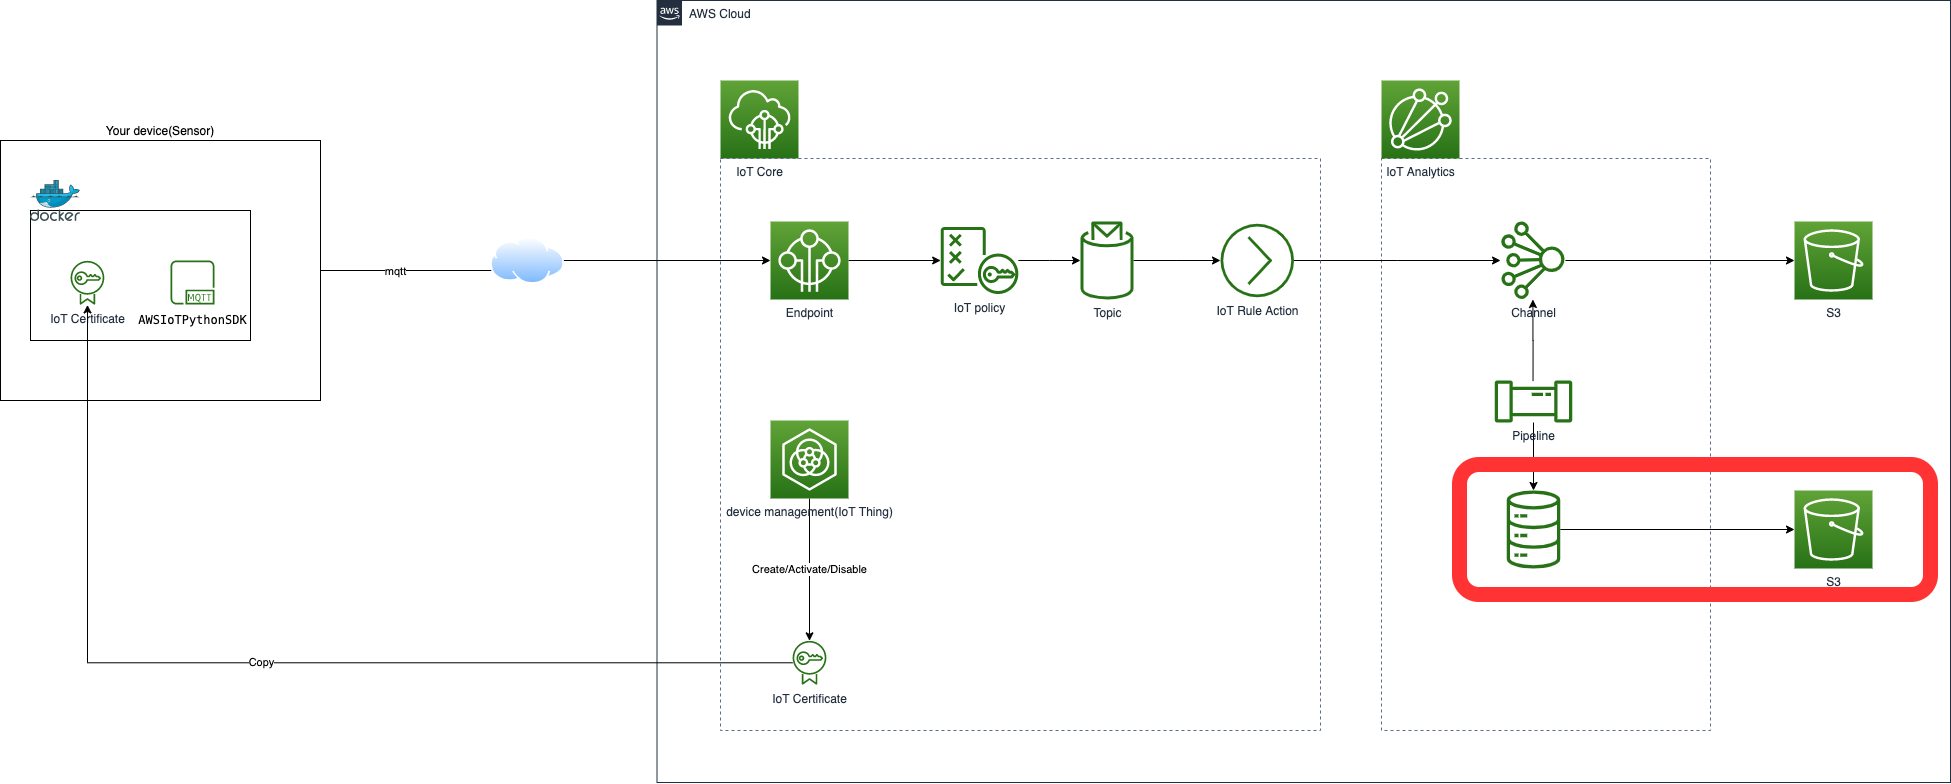 aws
AWS Cloud
Your device(Sensor)
docker
IoT Certificate
MQTT
AWSIoTPythonSDK
mqtt
IoT Core
Endpoint
IoT policy
Topic
IoT Rule Action
device management(IoT Thing)
Create/Activate/Disable
IoT Certificate
Copy
IoT Analytics
Channel
S3
Pipeline
S3